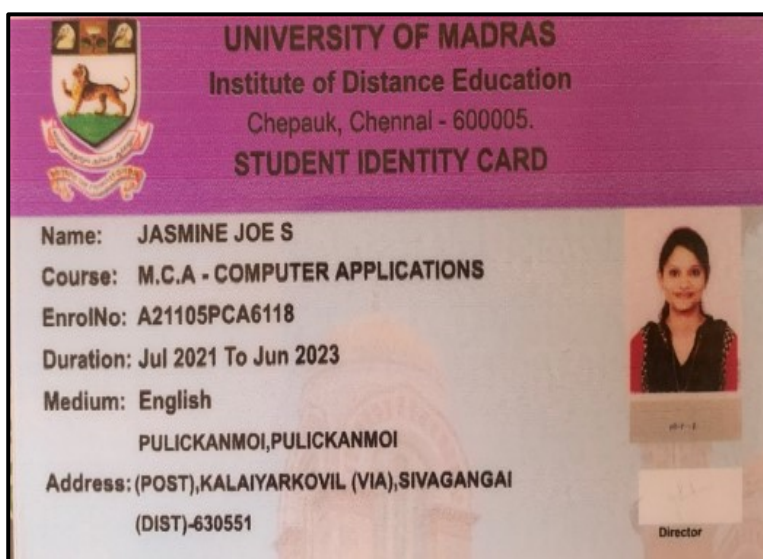 UNIVERSITY OF MADRAS
Institute of Distance Education
Chepauk, Chennai - 600005.
STUDENT IDENTITY CARD
Name: JASMINE JOE S
Course: M.C.A - COMPUTER APPLICATIONS
EnrolNo: A21105PCA6118
Duration: Jul 2021 To Jun 2023
Medium: English
PULICKANMOI,PULICKANMOI
Address: (POST),KALAIYARKOVIL (VIA),SIVAGANGAI
(DIST)-630551
Director